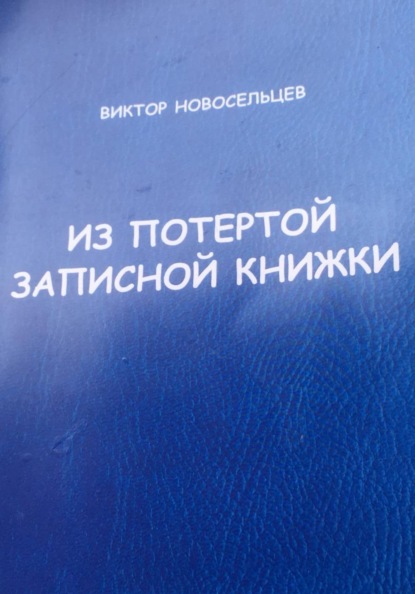 ВИКТОР НОВОСЕЛЬЦЕВ
ИЗ ПОТЕРТОЙ
ЗАПИСНОЙ КНИЖКИ